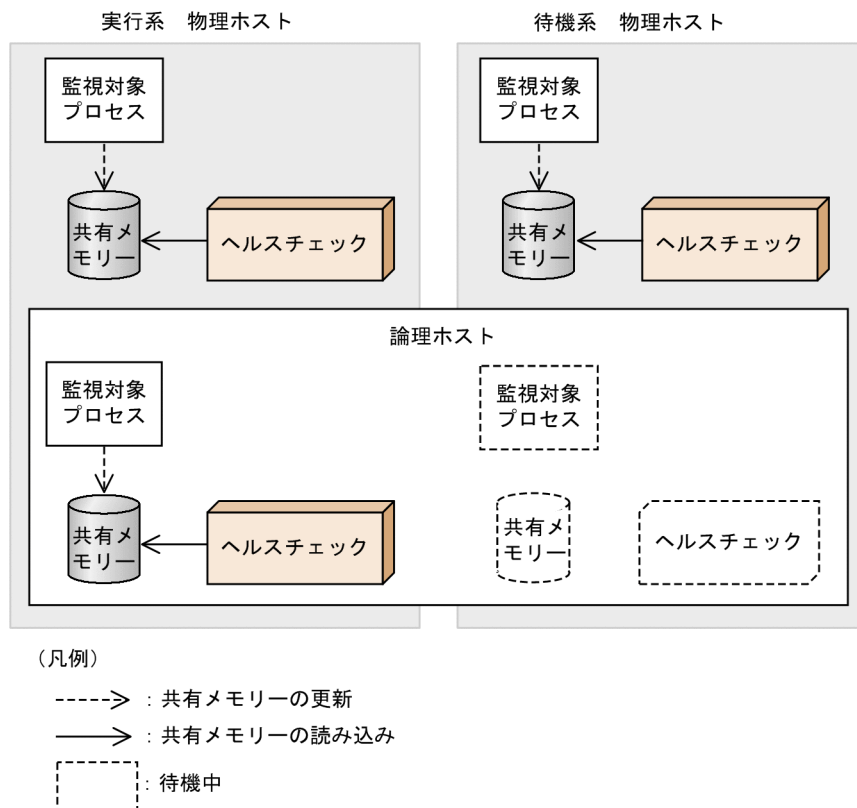 実行系　物理ホスト
待機系　物理ホスト
監視対象
プロセス
監視対象
プロセス
共有メ
モリー
ヘルスチェック
共有メ
モリー
ヘルスチェック
論理ホスト
監視対象
プロセス
監視対象
プロセス
共有メ
モリー
ヘルスチェック
共有メ
モリー
ヘルスチェック
（凡例）
：共有メモリーの更新
：共有メモリーの読み込み
：待機中